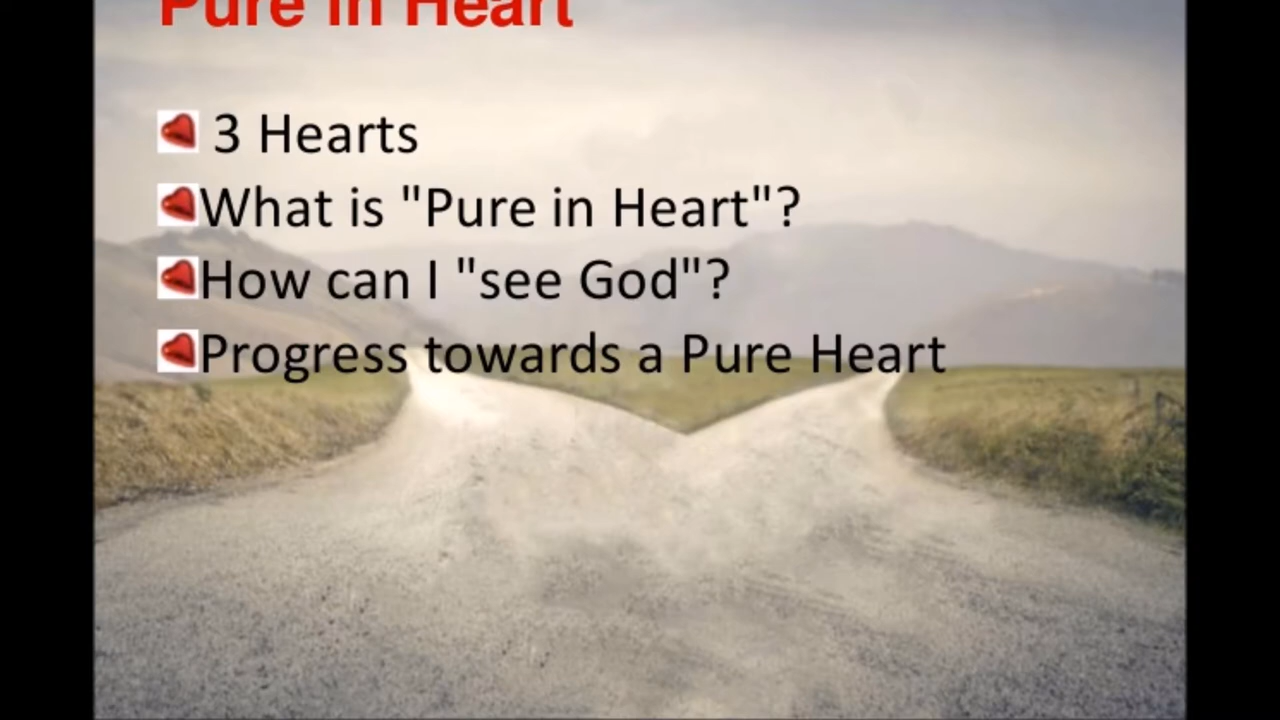 Pure in Heart
3 Hearts
What is "Pure in Heart"?
How can I "see God"?
Progress towards a Pure Heart